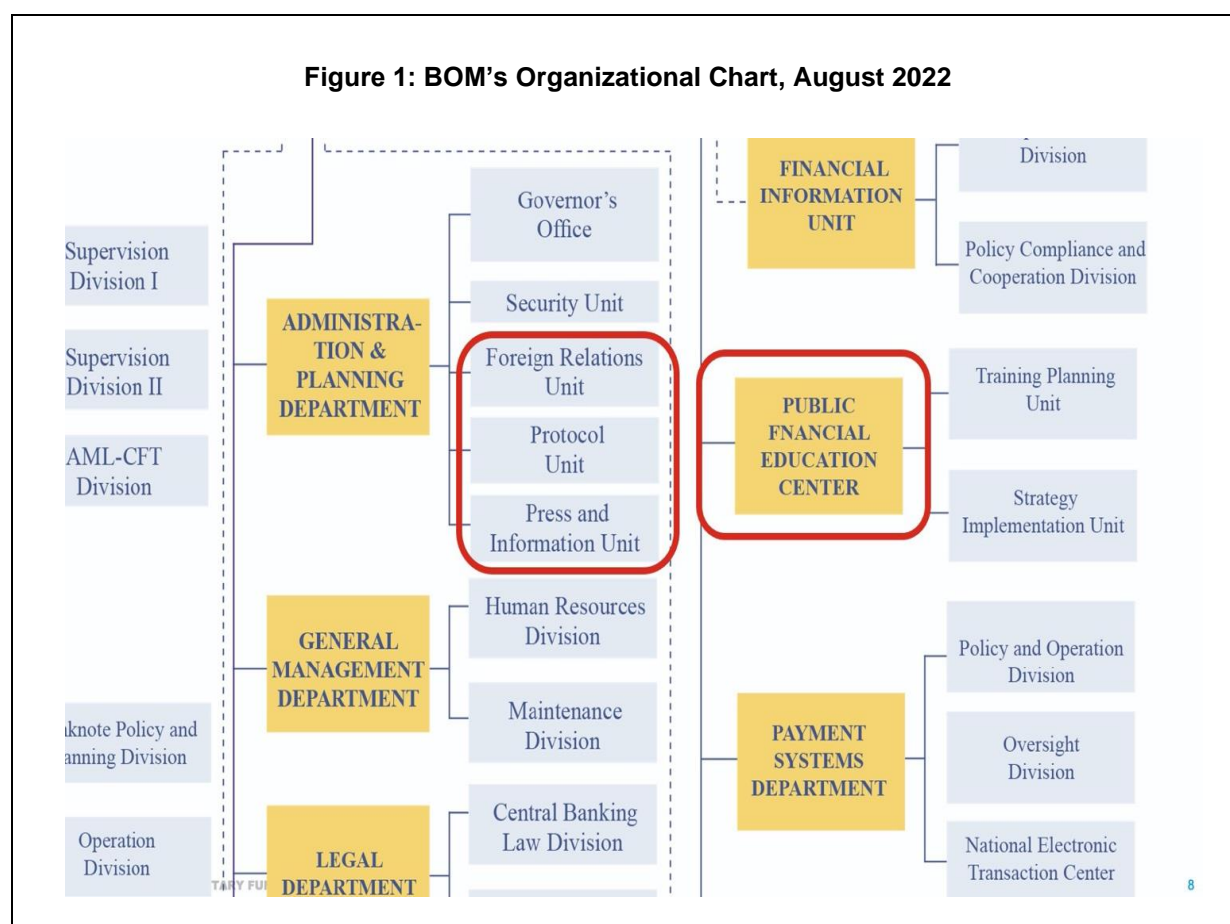 Figure 1: BOM’s Organizational Chart, August 2022
Supervision
Division I
Supervision
Division II
AML-CFT
Division
Planning Division
Operation
Division
ADMINISTRA-
TION &
PLANNING
DEPARTMENT
Governor’s
Office
Security Unit
Foreign Relations
Unit
Protocol
Unit
Press and
Information Unit
GENERAL
MANAGEMENT
DEPARTMENT
Human Resources
Division
Maintenance
Division
LEGAL
DEPARTMENT
Central Banking
Law Division
FINANCIAL
INFORMATION
UNIT
Division
Policy Compliance and
Cooperation Division
PUBLIC
FNANCIAL
EDUCATION
CENTER
Training Planning
Unit
Strategy
Implementation Unit
PAYMENT
SYSTEMS
DEPARTMENT
Policy and Operation
Division
Oversight
Division
National Electronic
Transaction Center
8